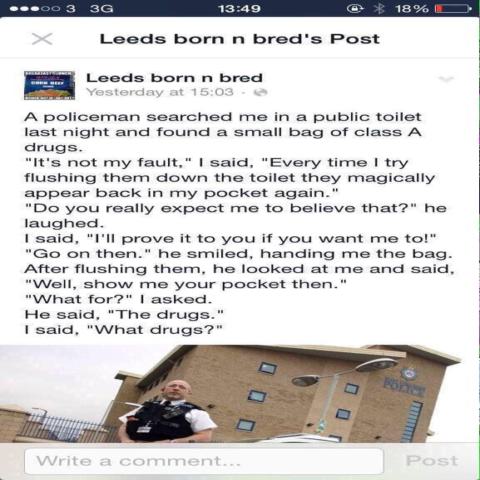 3 3G 13:49 18%
Leeds born n bred's Post
Leeds born n bred
Yesterday at 15:03 ·
A policeman searched me in a public toilet
last night and found a small bag of class A
drugs.
"It's not my fault," I said, "Every time I try
flushing them down the toilet they magically
appear back in my pocket again."
"Do you really expect me to believe that?" he
laughed.
I said, "I'll prove it to you if you want me to!"
"Go on then." he smiled, handing me the bag.
After flushing them, he looked at me and said,
"Well, show me your pocket then."
"What for?" I asked.
He said, "The drugs."
I said, "What drugs?"
POLICE
Write a comment...
Post